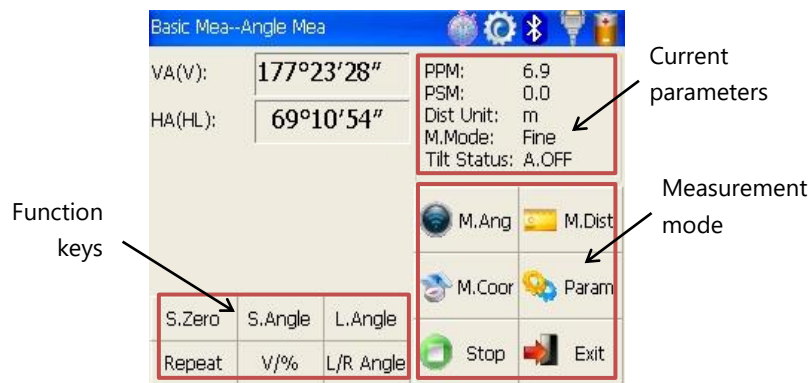 Basic Mea--Angle Mea
VA(V): 177°23'28"
HA(HL): 69°10'54"
PPM: 6.9
PSM: 0.0
Dist Unit: m
M.Mode: Fine
Tilt Status: A.OFF
Current
parameters
Measurement
mode
Function
keys
M.Ang M.Dist
M.Coor Param
Stop Exit
S.Zero S.Angle L.Angle
Repeat V/% L/R Angle